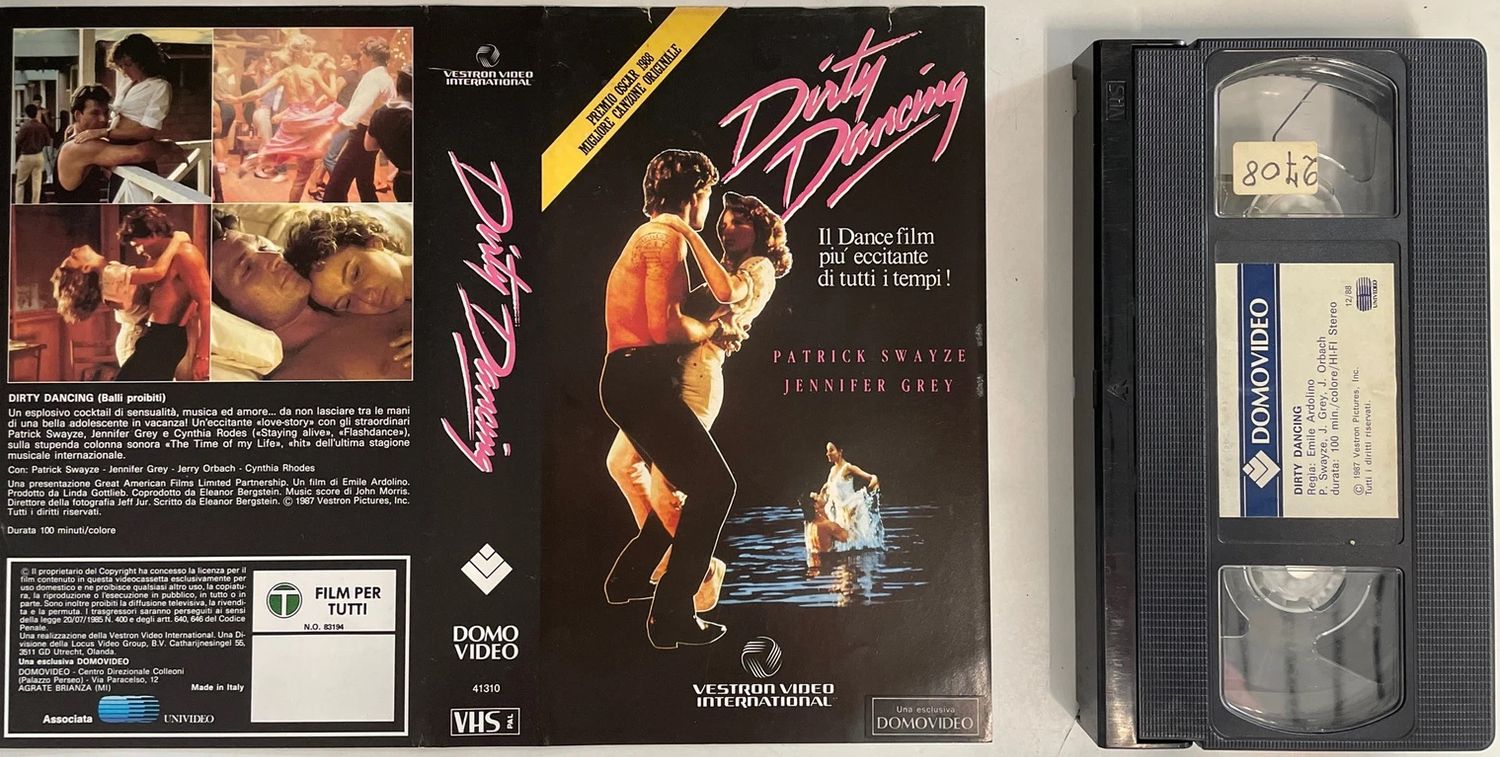 DIRTY DANCING (Balli proibiti)
Un esplosivo cocktail di sensualità, musica ed amore... da non lasciare tra le mani
di una bella adolescente in vacanza! Un'eccitante «love-story» con gli straordinari
Patrick Swayze, Jennifer Grey e Cynthia Rodes («Staying alive», «Flashdance»),
sulla stupenda colonna sonora «The Time of my Life», «hit» dell'ultima stagione
musicale internazionale.
Con: Patrick Swayze - Jennifer Grey - Jerry Orbach - Cynthia Rhodes
Una presentazione Great American Films Limited Partnership. Un film di Emile Ardolino.
Prodotto da Linda Gottlieb. Coprodotto da Eleanor Bergstein. Music score di John Morris.
Direttore della fotografia Jeff Jur. Scritto da Eleanor Bergstein. © 1987 Vestron Pictures, Inc.
Tutti i diritti riservati.
Durata 100 minuti/colore
© Il proprietario del Copyright ha concesso la licenza per il
film contenuto in questa videocassetta esclusivamente per
uso domestico e ne proibisce qualsiasi altro uso, la copiatu-
ra, la riproduzione o l'esecuzione in pubblico, in tutto o in
parte. Sono inoltre proibiti la diffusione televisiva, la rivendi-
ta e la permuta. I trasgressori saranno perseguiti ai sensi
della legge 20/07/1985 N. 400 e degli artt. 640, 646 del Codice
Penale.
Una realizzazione della Vestron Video International. Una Di-
visione della Locus Video Group, B.V. Catharijnesingel 55,
3511 GD Utrecht, Olanda.
Una esclusiva DOMOVIDEO
DOMOVIDEO - Centro Direzionale Colleoni
(Palazzo Perseo) - Via Paracelso, 12
AGRATE BRIANZA (MI)
Made in Italy
Associata
UNIVIDEO
T
FILM PER
TUTTI
N.O. 83194
VESTRON VIDEO
INTERNATIONAL
Dirty Dancing
DOMO
VIDEO
41310
VHS PAL
PREMIO OSCAR 1988
MIGLIORE CANZONE ORIGINALE
Dirty
Dancing
Il Dance film
piú eccitante
di tutti i tempi!
PATRICK SWAYZE
JENNIFER GREY
VESTRON VIDEO
INTERNATIONAL
Una esclusiva
DOMOVIDEO
VHS
2708
DOMOVIDEO
DIRTY DANCING
Regia: Emile Ardolino
P. Swayze, J. Grey, J. Orbach
durata: 100 min./colore/HI-FI Stereo
© 1987 Vestron Pictures, Inc.
Tutti i diritti riservati.
12/88
UNIVIDEO